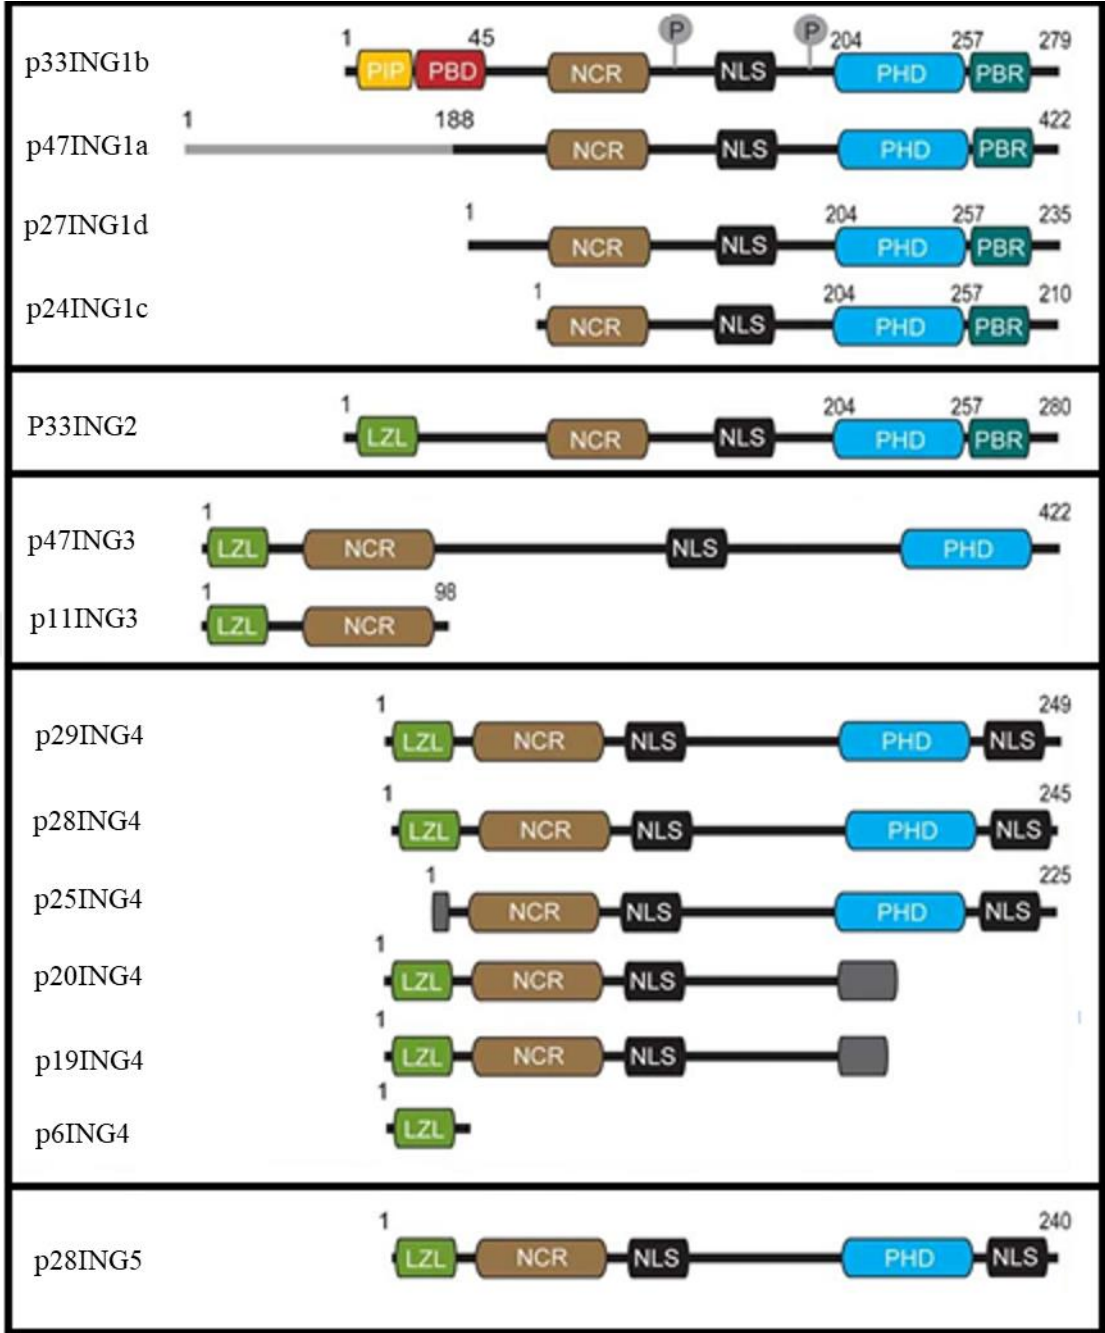 1 45 P P 204 257 279
p33ING1b PIP PBD NCR NLS PHD PBR
1 188 422
p47ING1a NCR NLS PHD PBR
1 204 257 235
p27ING1d NCR NLS PHD PBR
1 204 257 210
p24ING1c NCR NLS PHD PBR
1 204 257 280
P33ING2 LZL NCR NLS PHD PBR
1 422
p47ING3 LZL NCR NLS PHD
1 98
p11ING3 LZL NCR
1 249
p29ING4 LZL NCR NLS PHD NLS
1 245
p28ING4 LZL NCR NLS PHD NLS
1 225
p25ING4 NCR NLS PHD NLS
1
p20ING4 LZL NCR NLS
1
p19ING4 LZL NCR NLS
1
p6ING4 LZL
1 240
p28ING5 LZL NCR NLS PHD NLS